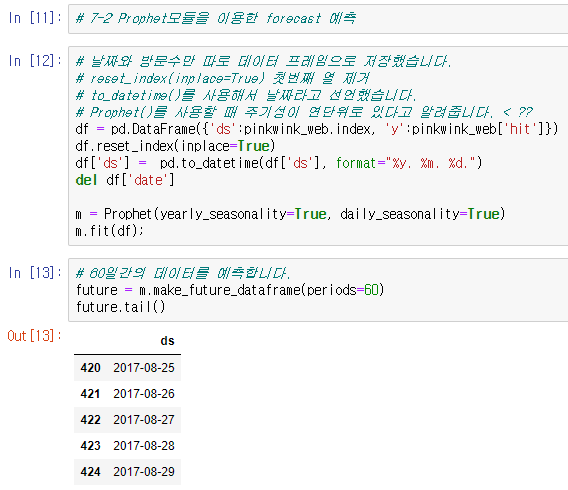 In [11]: # 7-2 Prophet모듈을 이용한 forecast 예측
In [12]: # 날짜와 방문수만 따로 데이터 프레임으로 저장했습니다.
# reset_index(inplace=True) 첫번째 열 제거
# to_datetime()를 사용해서 날짜라고 선언했습니다.
# Prophet()를 사용할 때 주기성이 연단위로 있다고 알려줍니다. < ??
df = pd.DataFrame({'ds':pinkwink_web.index, 'y':pinkwink_web['hit']})
df.reset_index(inplace=True)
df['ds'] =  pd.to_datetime(df['ds'], format="%y. %m. %d.")
del df['date']
m = Prophet(yearly_seasonality=True, daily_seasonality=True)
m.fit(df);
In [13]: # 60일간의 데이터를 예측합니다.
future = m.make_future_dataframe(periods=60)
future.tail()
Out[13]:
ds
420 2017-08-25
421 2017-08-26
422 2017-08-27
423 2017-08-28
424 2017-08-29